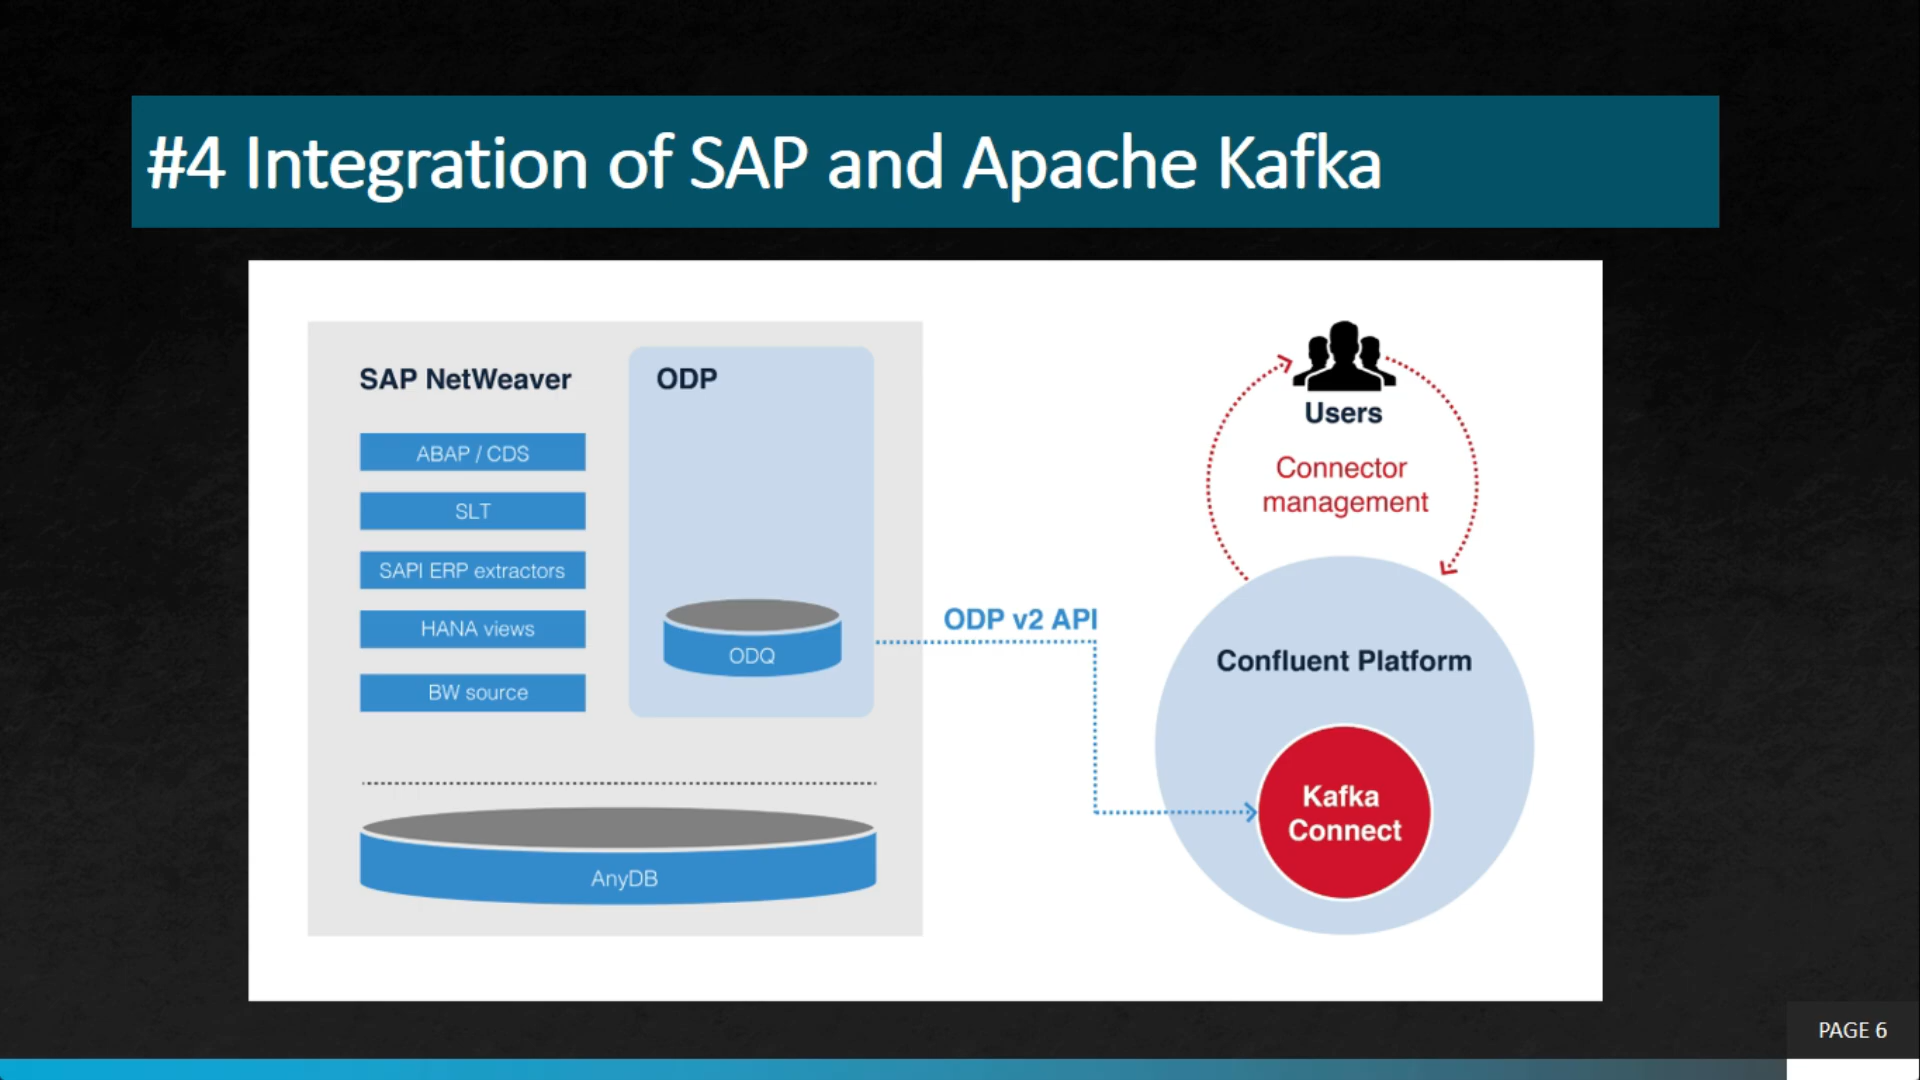 #4 Integration of SAP and Apache Kafka
SAP NetWeaver
ABAP / CDS
SLT
SAPI ERP extractors
HANA views
BW source
ODP
ODQ
AnyDB
ODP v2 API
Users
Connector
management
Confluent Platform
Kafka
Connect
PAGE 6